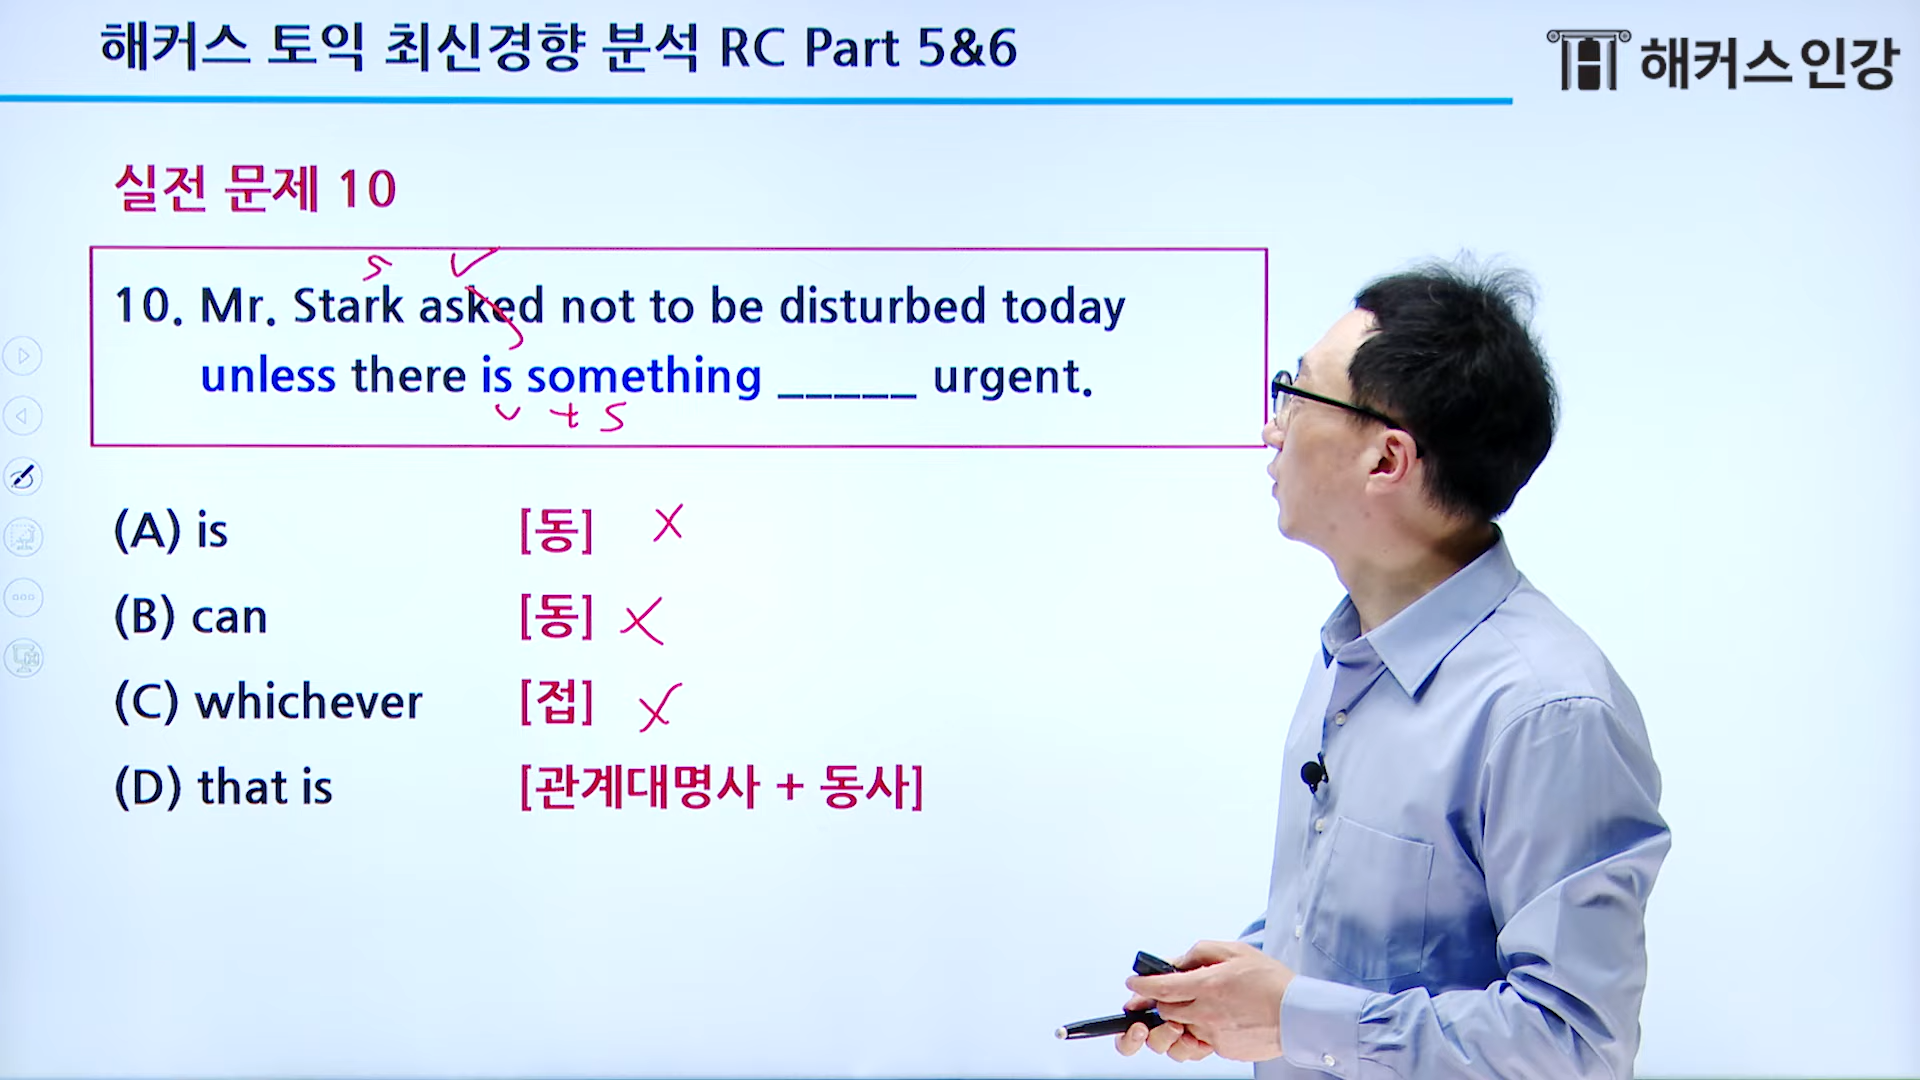 해커스 토익 최신경향 분석 RC Part 5&6
해커스인강
실전 문제 10
s v
10. Mr. Stark asked not to be disturbed today
unless there is something _____ urgent.
v + s
(A) is [동] X
(B) can [동] X
(C) whichever [접] X
(D) that is [관계대명사 + 동사]